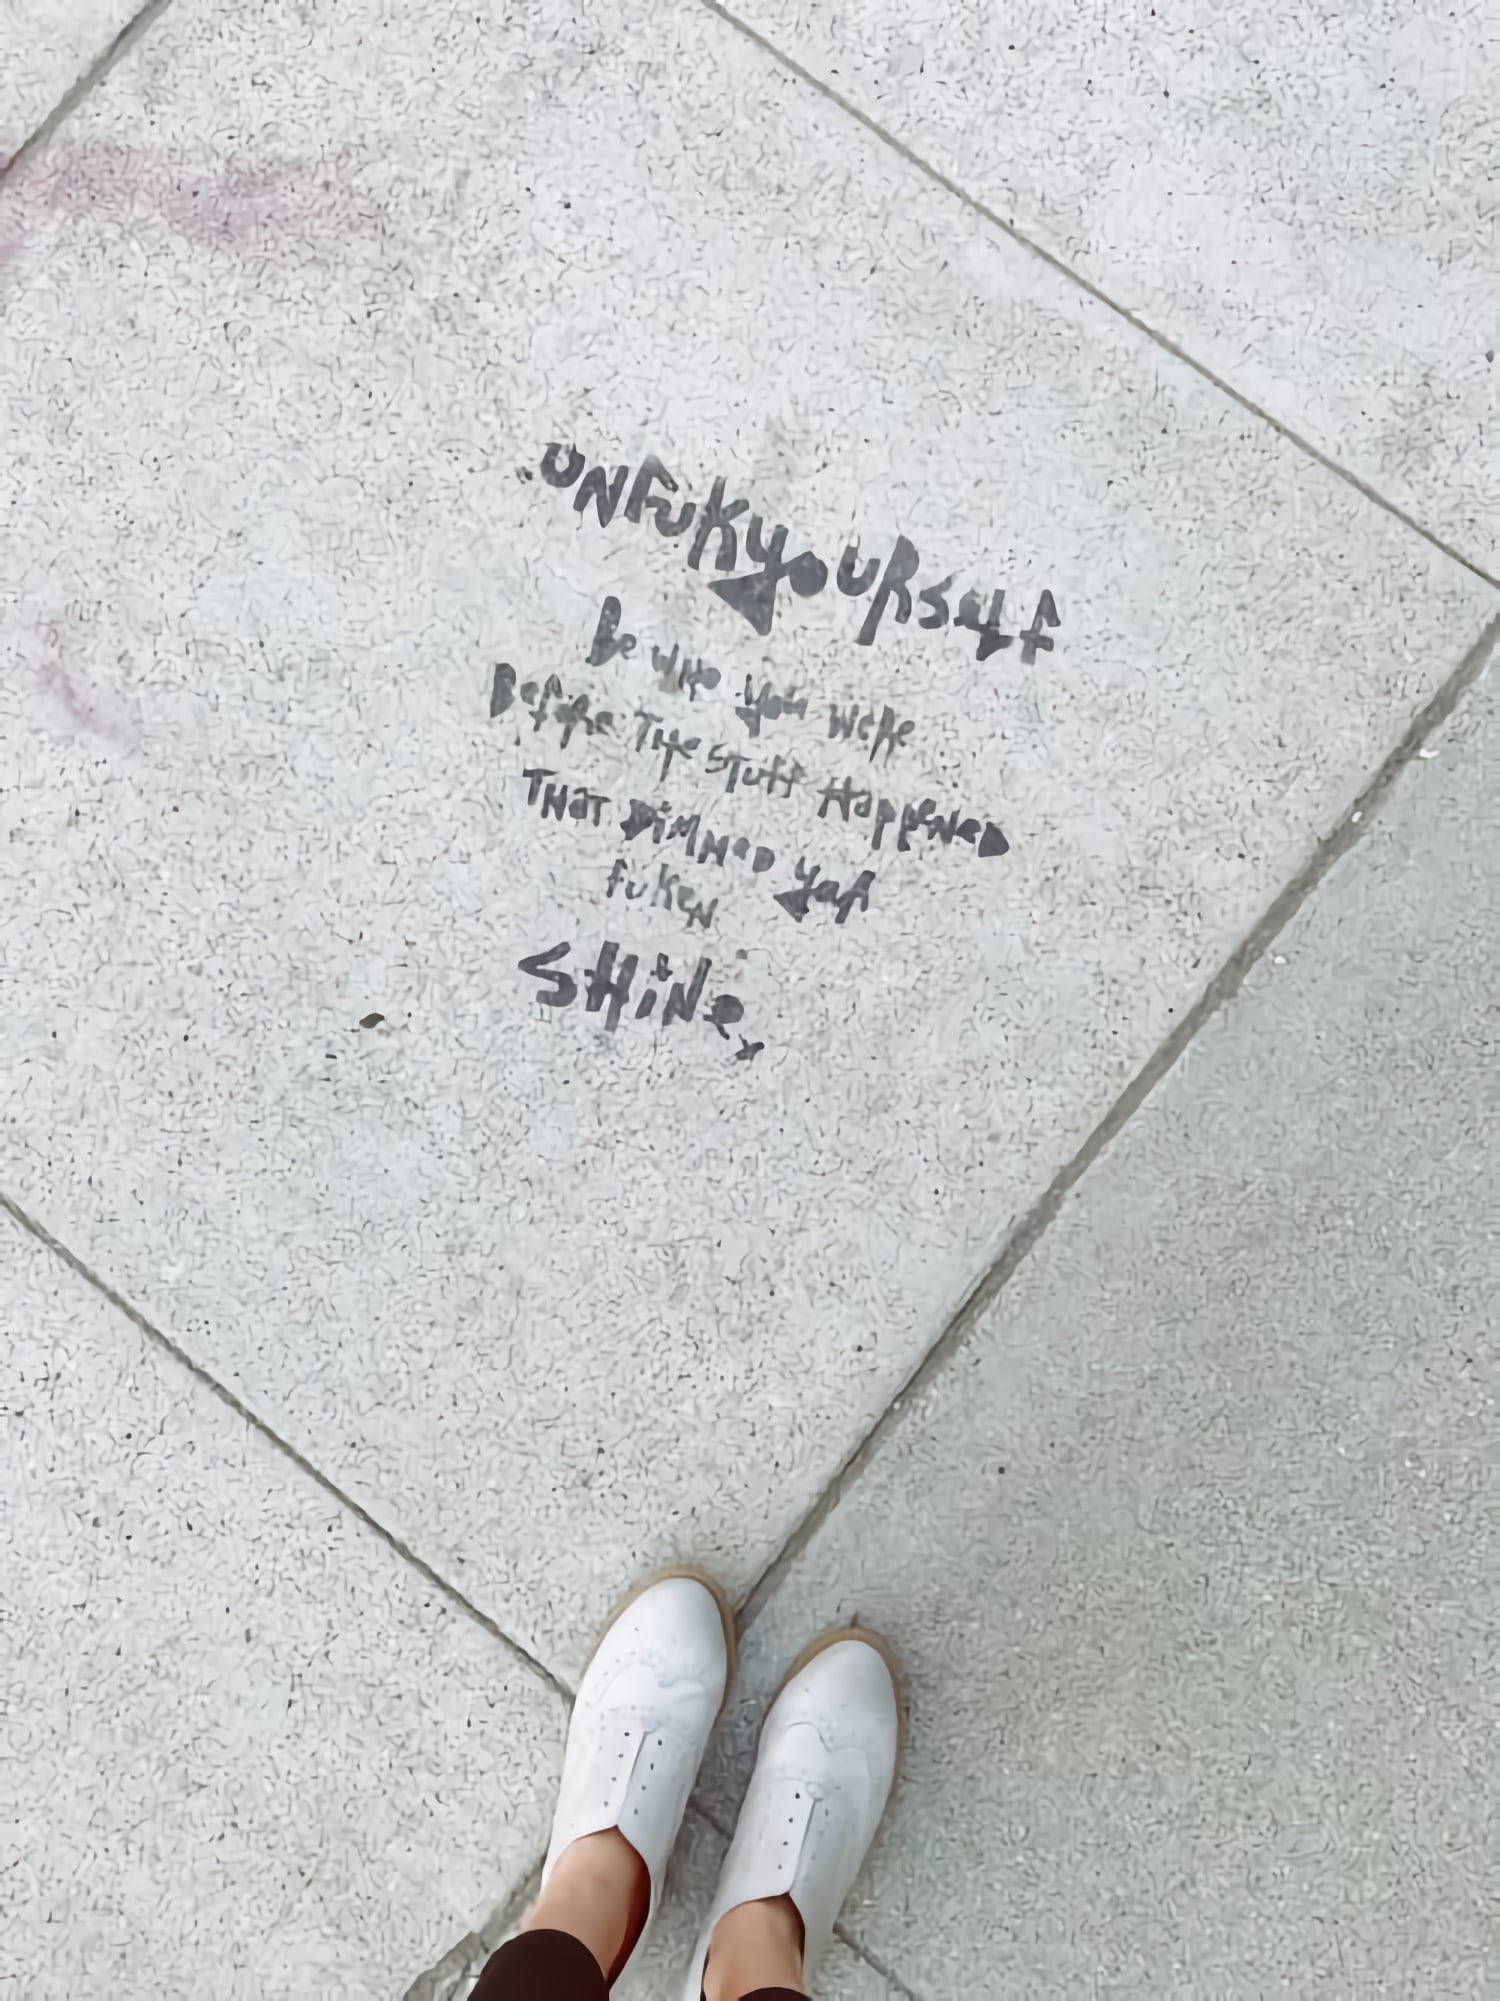 UNFUKyoURself
Be WHo you WeRe
BefoRe THe STuff HappeNeD
THaT DiMMeD yaR
fuKeN
SHiNe x